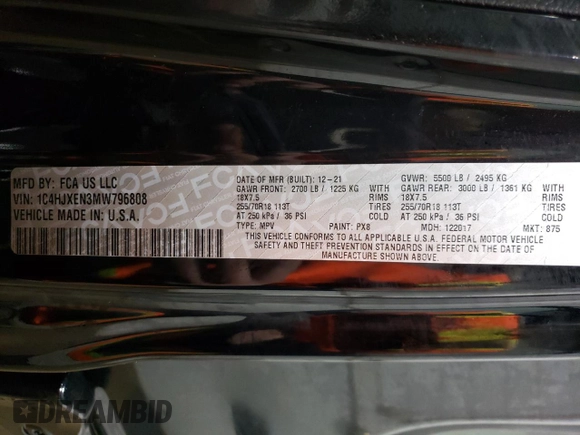 MFD BY: FCA US LLC
VIN: 1C4HJXEN3MW796808
VEHICLE MADE IN: U.S.A.
DATE OF MFR (BUILT): 12-21
GVWR: 5500 LB / 2495 KG
GAWR FRONT: 2700 LB / 1225 KG
GAWR REAR: 3000 LB / 1361 KG
18X7.5 RIMS
18X7.5 RIMS
255/70R18 113T TIRES
255/70R18 113T TIRES
AT 250 kPa / 36 PSI
AT 250 kPa / 36 PSI
TYPE: MPV PAINT: PX8 MDH: 122017 MKT: 875
THIS VEHICLE CONFORMS TO ALL APPLICABLE U.S.A. FEDERAL MOTOR VEHICLE
SAFETY, BUMPER, AND THEFT PREVENTION STANDARDS IN EFFECT ON THE DATE OF
MANUFACTURE SHOWN ABOVE.
DREAMBID